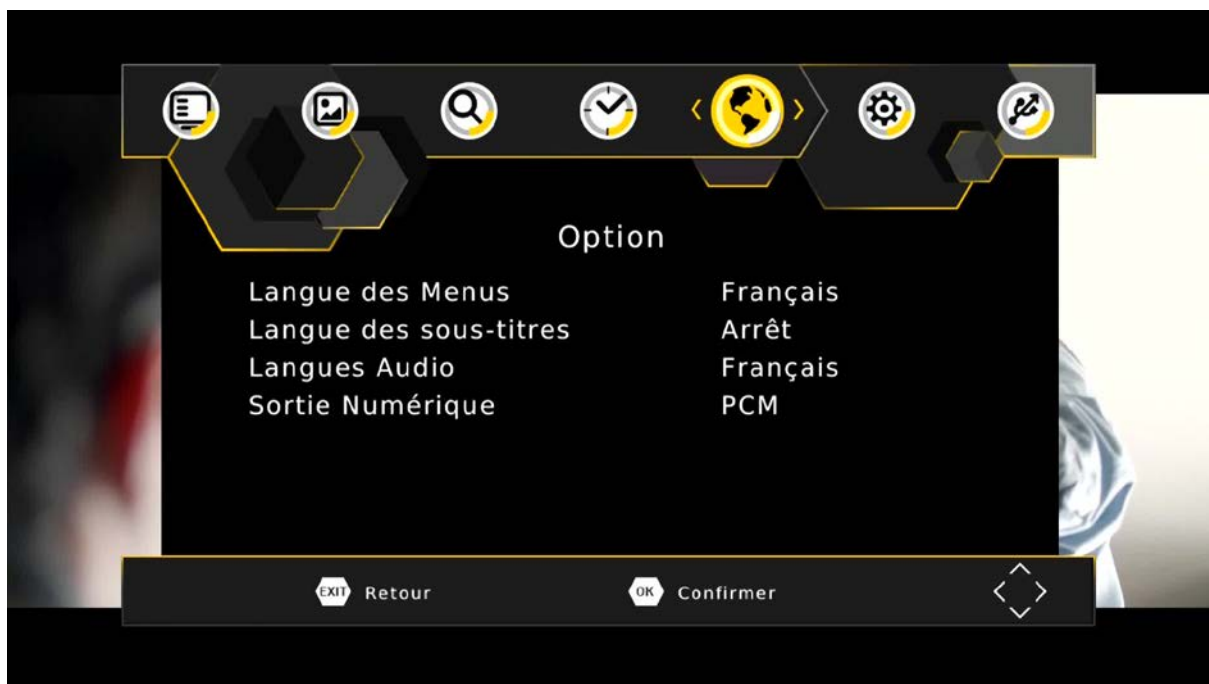 Option
Langue des Menus Français
Langue des sous-titres Arrêt
Langues Audio Français
Sortie Numérique PCM
EXIT Retour OK Confirmer